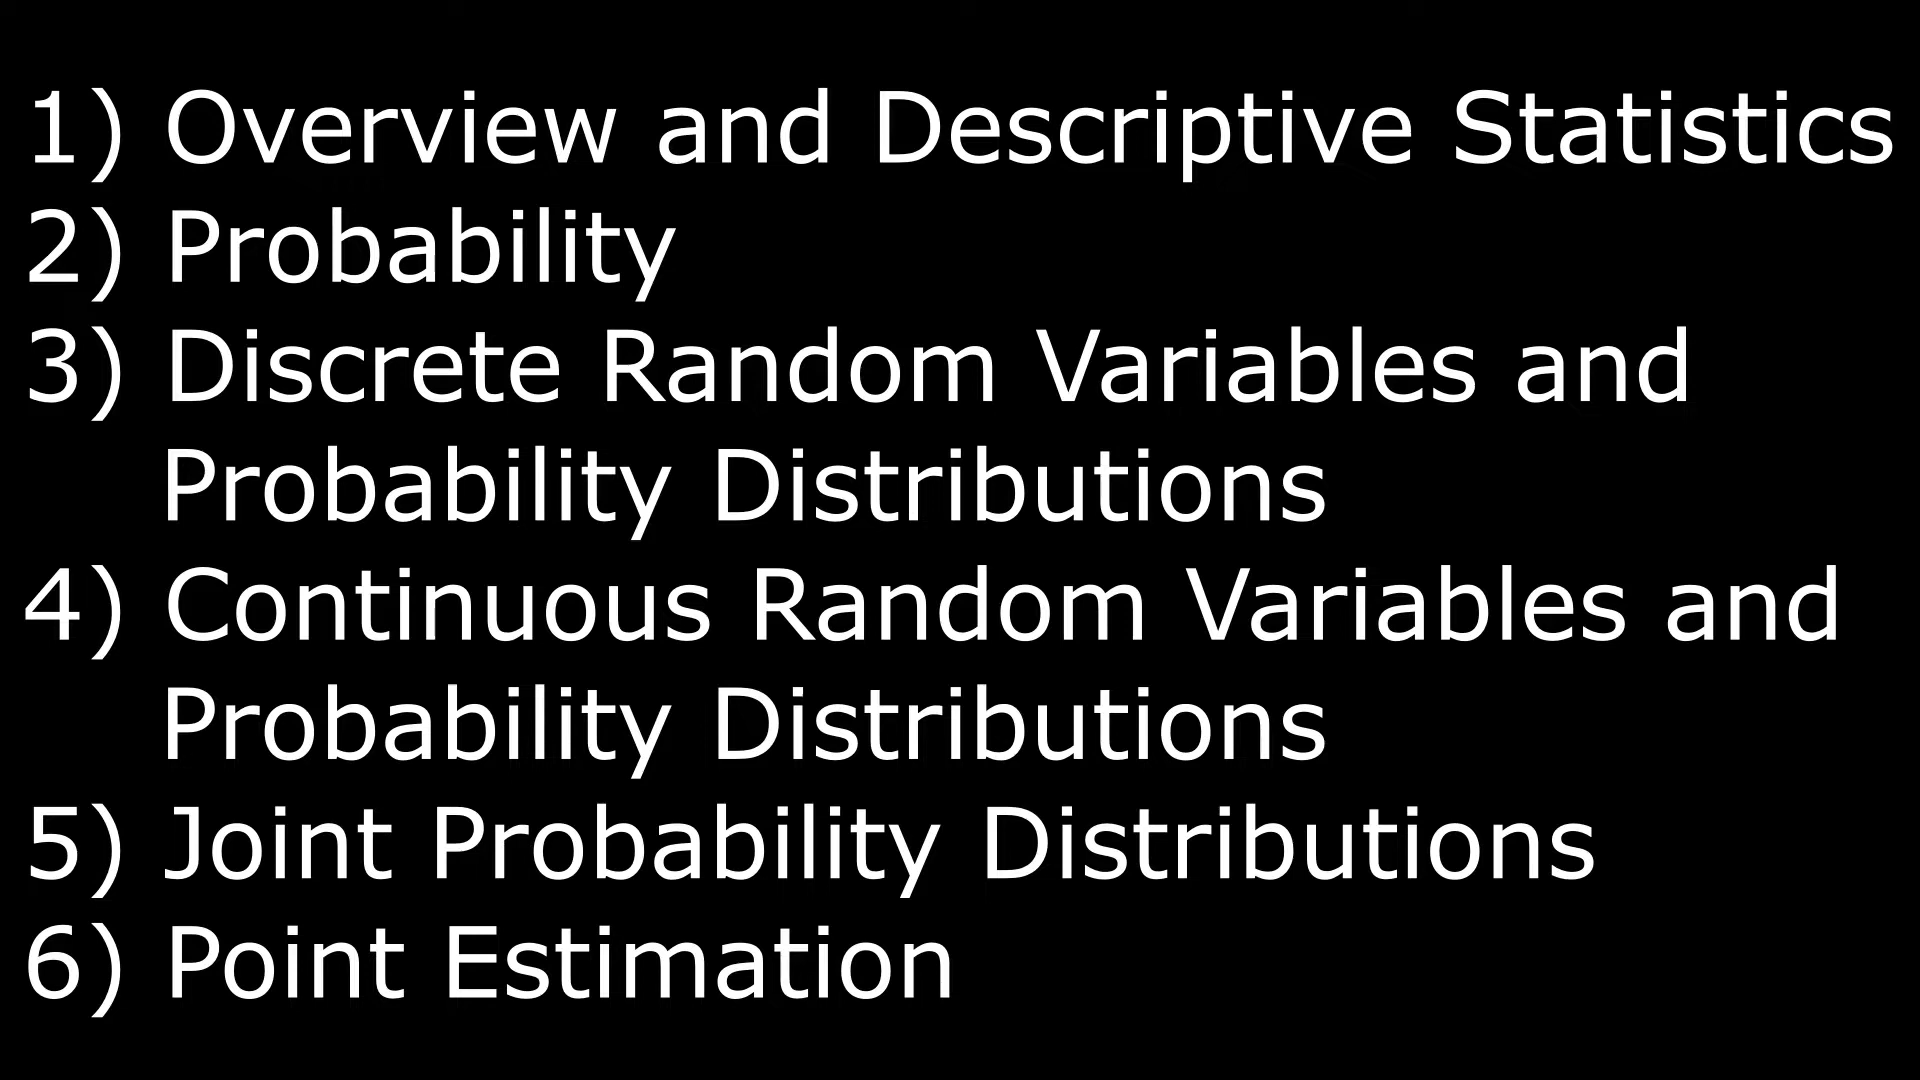 1) Overview and Descriptive Statistics
2) Probability
3) Discrete Random Variables and
Probability Distributions
4) Continuous Random Variables and
Probability Distributions
5) Joint Probability Distributions
6) Point Estimation